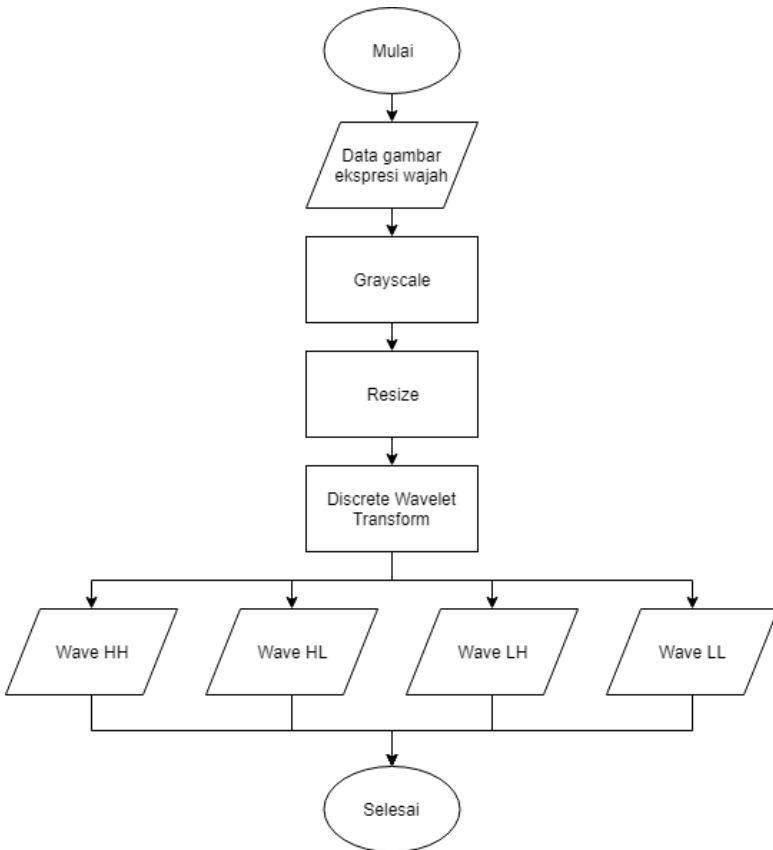 Mulai
Data gambar
ekspresi wajah
Grayscale
Resize
Discrete Wavelet
Transform
Wave HH
Wave HL
Wave LH
Wave LL
Selesai